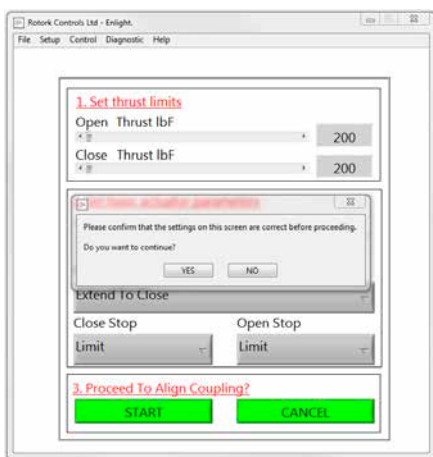 Rotork Controls Ltd - Enlight.
File Setup Control Diagnostic Help
1. Set thrust limits
Open Thrust lbF
200
Close Thrust lbF
200
Please confirm that the settings on this screen are correct before proceeding.
Do you want to continue?
YES NO
Extend To Close
Close Stop Open Stop
Limit Limit
3. Proceed To Align Coupling?
START CANCEL